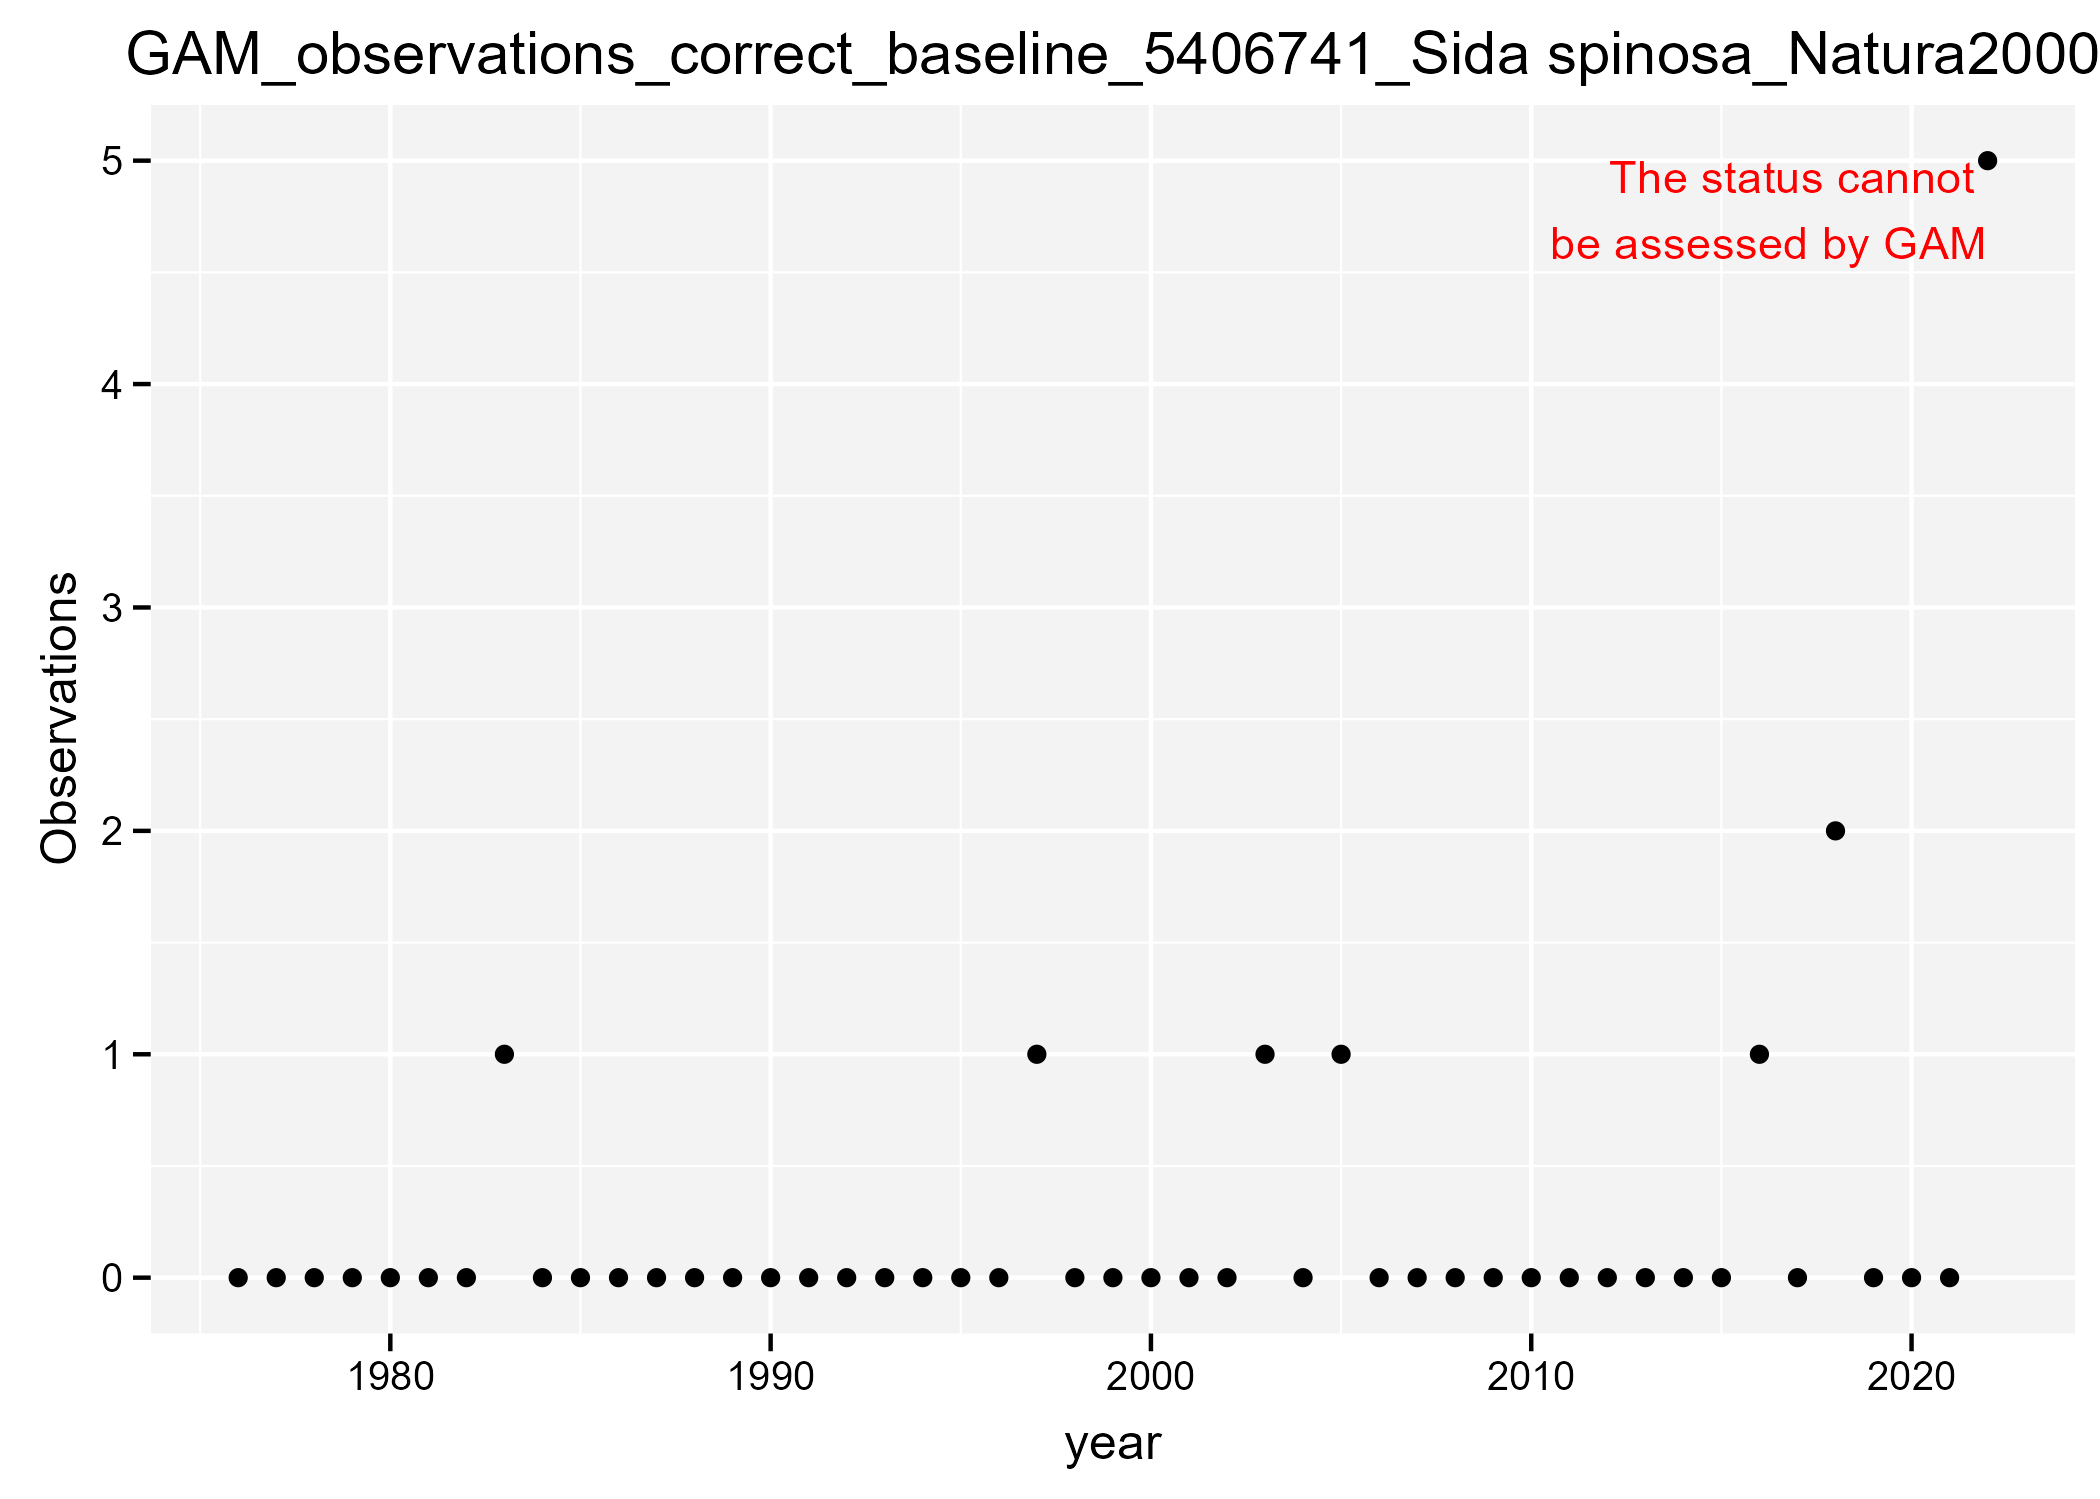 GAM_observations_correct_baseline_5406741_Sida spinosa_Natura2000
5
The status cannot
be assessed by GAM
4
3
2
1
0
Observations
1980 1990 2000 2010 2020
year